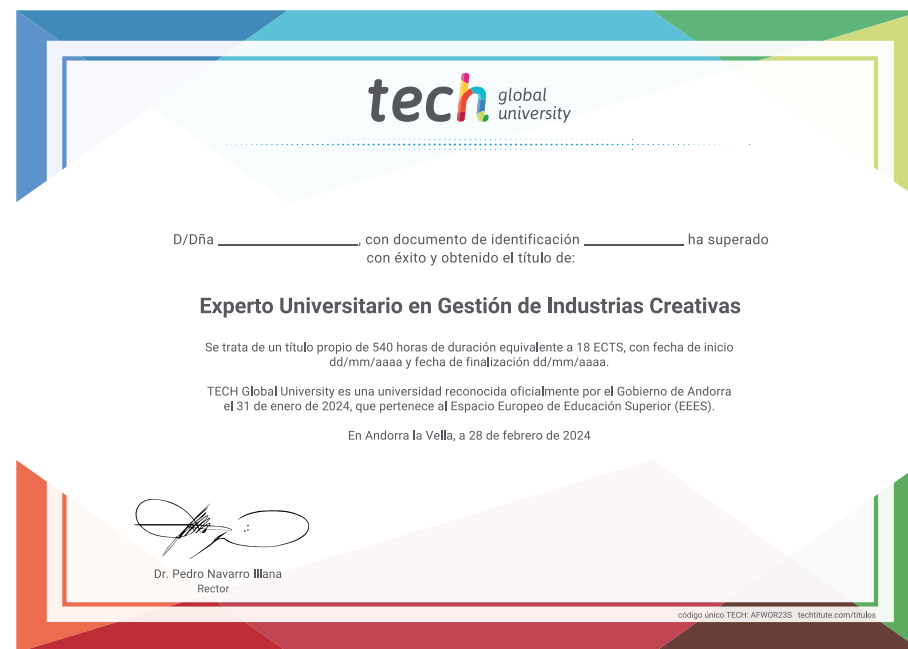 tech global
university
D/Dña ____________________, con documento de identificación ______________ ha superado
con éxito y obtenido el título de:
Experto Universitario en Gestión de Industrias Creativas
Se trata de un título propio de 540 horas de duración equivalente a 18 ECTS, con fecha de inicio
dd/mm/aaaa y fecha de finalización dd/mm/aaaa.
TECH Global University es una universidad reconocida oficialmente por el Gobierno de Andorra
el 31 de enero de 2024, que pertenece al Espacio Europeo de Educación Superior (EEES).
En Andorra la Vella, a 28 de febrero de 2024
Dr. Pedro Navarro Illana
Rector
código único TECH: AFWOR23S techtitute.com/titulos